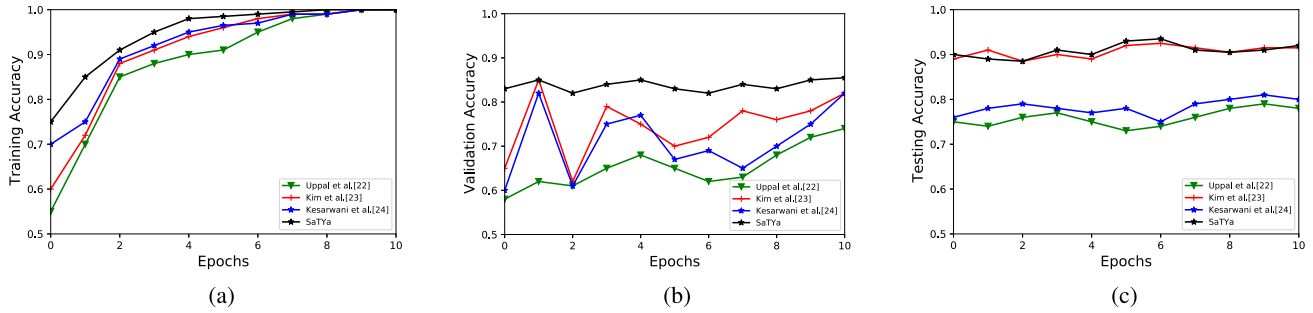 Training Accuracy
1.0
0.9
0.8
0.7
0.6
0.5
0 2 4 6 8 10
Epochs
Uppal et al.[22]
Kim et al.[23]
Kesarwani et al.[24]
SaTYa
(a)
Validation Accuracy
1.0
0.9
0.8
0.7
0.6
0.5
0 2 4 6 8 10
Epochs
Uppal et al.[22]
Kim et al.[23]
Kesarwani et al.[24]
SaTYa
(b)
Testing Accuracy
1.0
0.9
0.8
0.7
0.6
0.5
0 2 4 6 8 10
Epochs
Uppal et al.[22]
Kim et al.[23]
Kesarwani et al.[24]
SaTYa
(c)